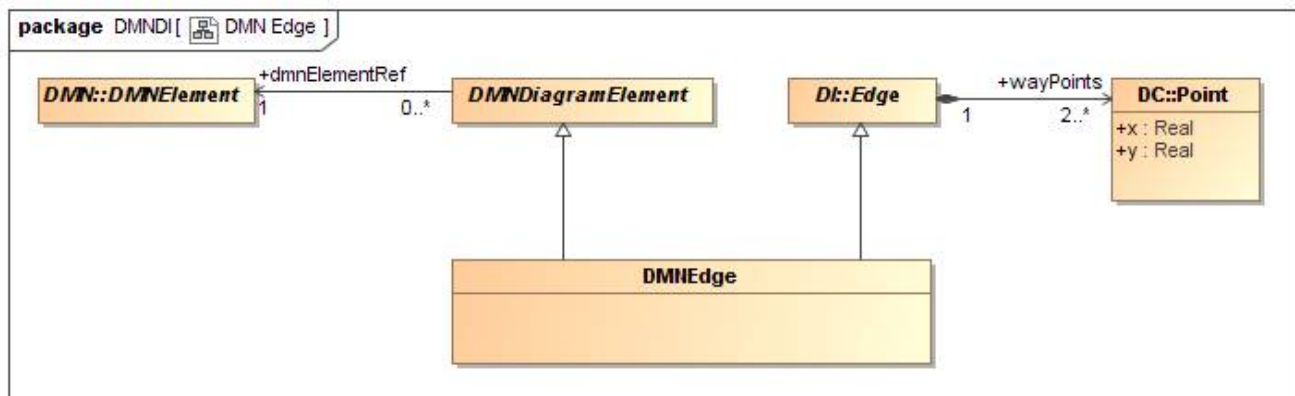 package DMNDI [ DMN Edge ]
DMN::DMNElement
+dmnElementRef
1
0..*
DMNDiagramElement
DI::Edge
+wayPoints
1
2..*
DC::Point
+x : Real
+y : Real
DMNEdge